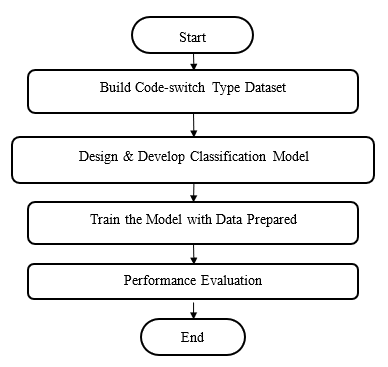 Start
Build Code-switch Type Dataset
Design & Develop Classification Model
Train the Model with Data Prepared
Performance Evaluation
End